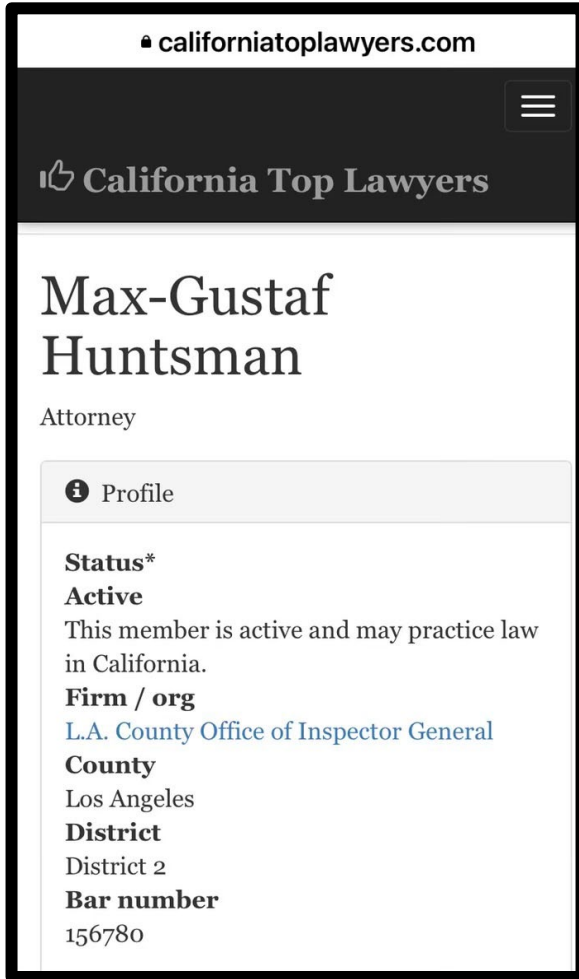 californiatoplawyers.com
California Top Lawyers
Max-Gustaf
Huntsman
Attorney
Profile
Status*
Active
This member is active and may practice law
in California.
Firm / org
L.A. County Office of Inspector General
County
Los Angeles
District
District 2
Bar number
156780